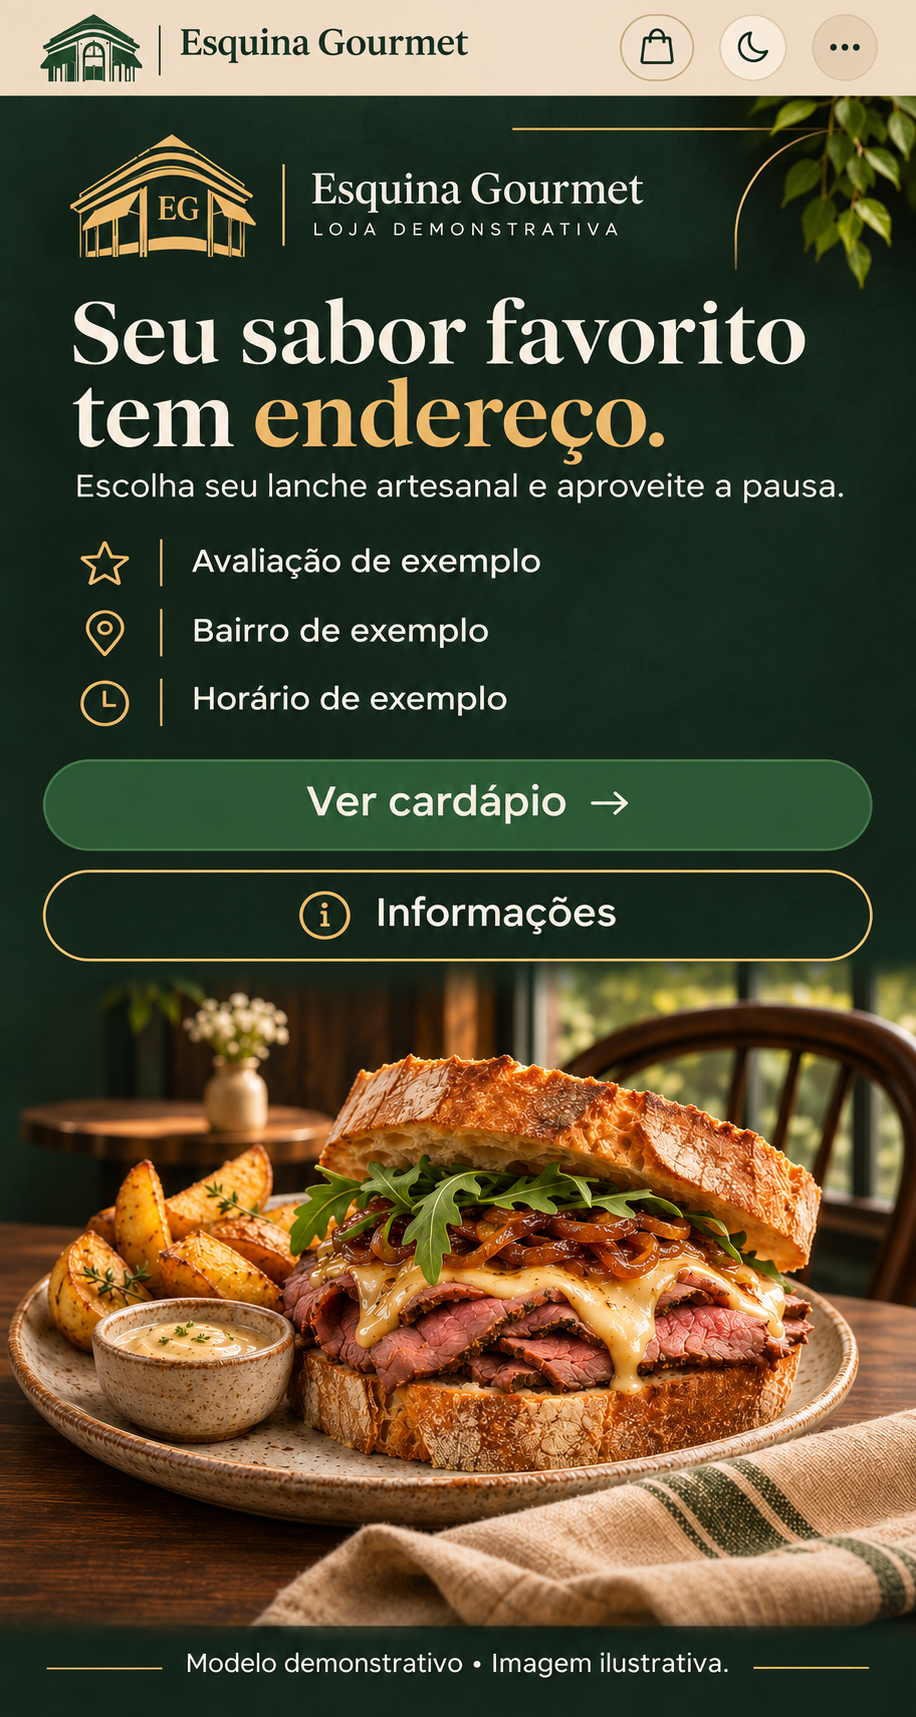 Esquina Gourmet
EG
Esquina Gourmet
LOJA DEMONSTRATIVA
Seu sabor favorito
tem endereço.
Escolha seu lanche artesanal e aproveite a pausa.
Avaliação de exemplo
Bairro de exemplo
Horário de exemplo
Ver cardápio →
Informações
Modelo demonstrativo • Imagem ilustrativa.